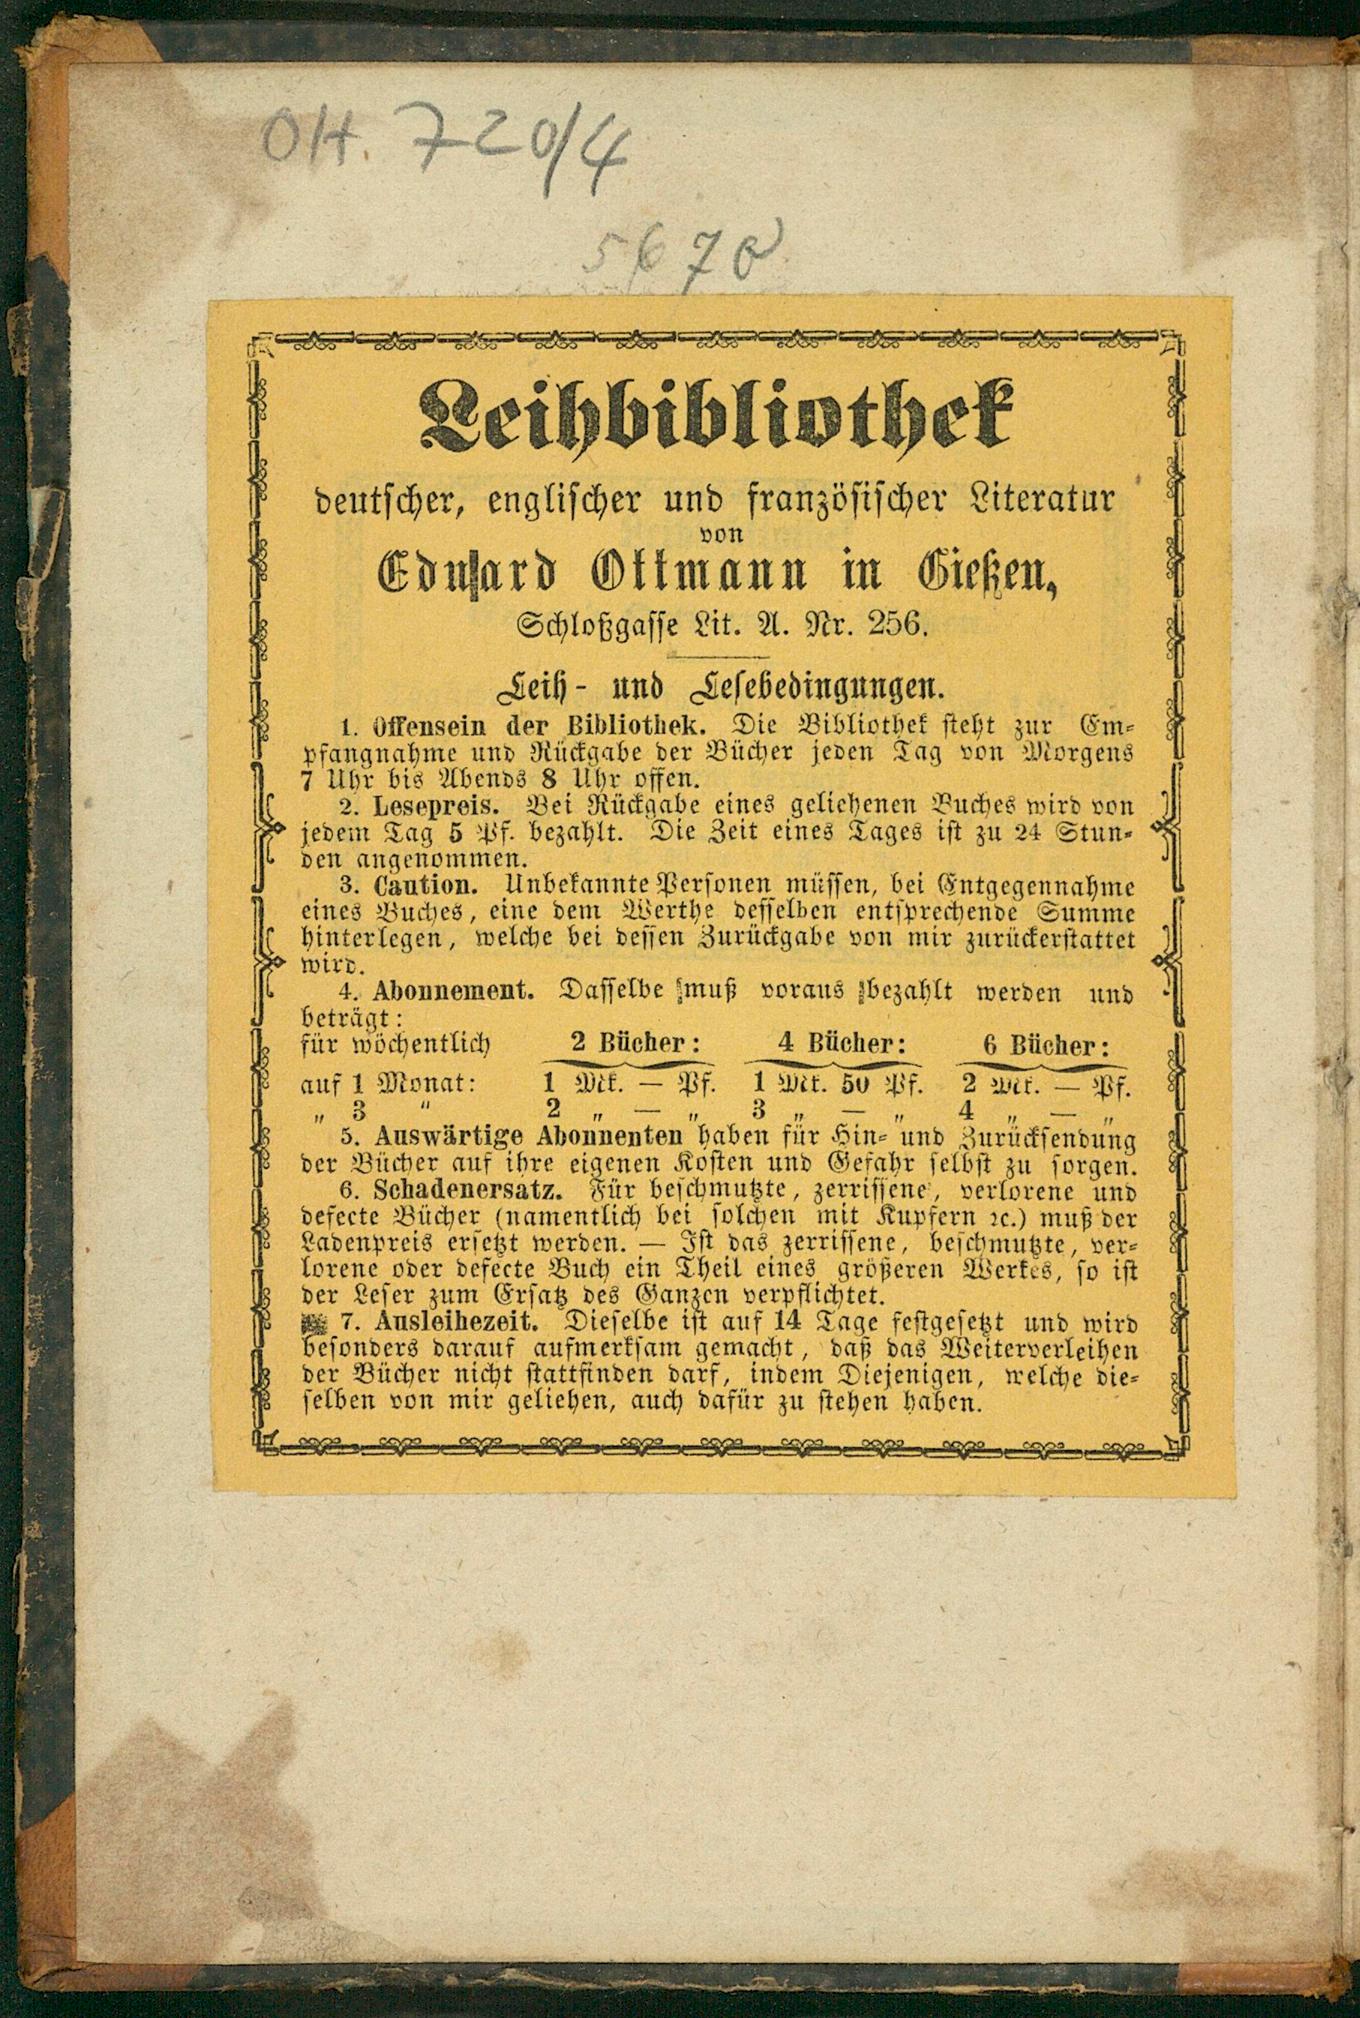 OH. 720/4
5678
Leihbibliothek
deutscher, englischer und französischer Literatur
von
Eduard Ottmann in Gießen,
Schloßgasse Lit. A. Nr. 256.
Leih- und Lesebedingungen.
1. Offensein der Bibliothek. Die Bibliothek steht zur Em-
pfangnahme und Rückgabe der Bücher jeden Tag von Morgens
7 Uhr bis Abends 8 Uhr offen.
2. Lesepreis. Bei Rückgabe eines geliehenen Buches wird von
jedem Tag 5 Pf. bezahlt. Die Zeit eines Tages ist zu 24 Stun-
den angenommen.
3. Caution. Unbekannte Personen müssen, bei Entgegennahme
eines Buches, eine dem Werthe desselben entsprechende Summe
hinterlegen, welche bei dessen Zurückgabe von mir zurückerstattet
wird.
4. Abonnement. Dasselbe muß voraus bezahlt werden und
beträgt:
für wöchentlich 2 Bücher: 4 Bücher: 6 Bücher:
auf 1 Monat: 1 Mk. — Pf. 1 Mk. 50 Pf. 2 Mk. — Pf.
„ 3 " 2 „ — „ 3 „ — „ 4 „ — „
5. Auswärtige Abonnenten haben für Hin- und Zurücksendung
der Bücher auf ihre eigenen Kosten und Gefahr selbst zu sorgen.
6. Schadenersatz. Für beschmutzte, zerrissene, verlorene und
defecte Bücher (namentlich bei solchen mit Kupfern ꝛc.) muß der
Ladenpreis ersetzt werden. — Ist das zerrissene, beschmutzte, ver-
lorene oder defecte Buch ein Theil eines größeren Werkes, so ist
der Leser zum Ersatz des Ganzen verpflichtet.
7. Ausleihezeit. Dieselbe ist auf 14 Tage festgesetzt und wird
besonders darauf aufmerksam gemacht, daß das Weiterverleihen
der Bücher nicht stattfinden darf, indem Diejenigen, welche die-
selben von mir geliehen, auch dafür zu stehen haben.